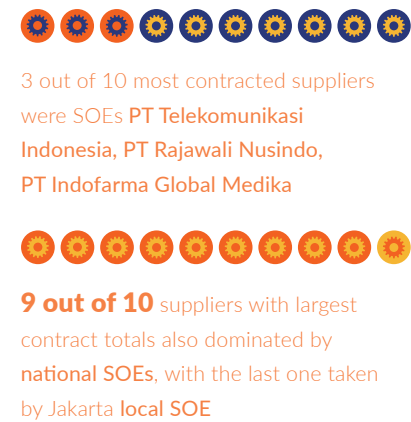 3 out of 10 most contracted suppliers
were SOEs PT Telekomunikasi
Indonesia, PT Rajawali Nusindo,
PT Indofarma Global Medika
9 out of 10 suppliers with largest
contract totals also dominated by
national SOEs, with the last one taken
by Jakarta local SOE